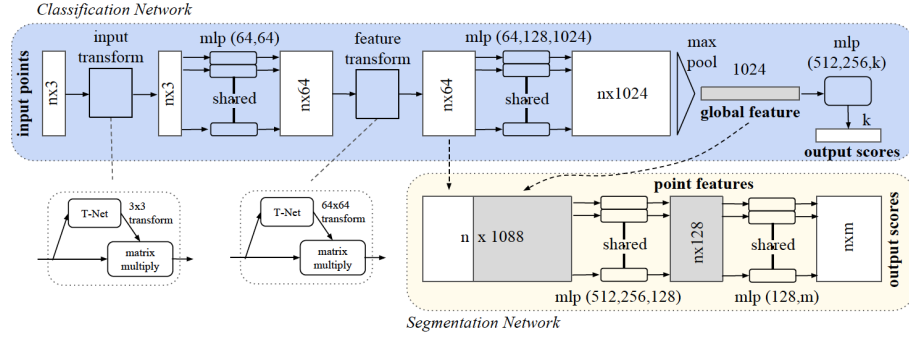 Classification Network
input points
nx3
input
transform
nx3
mlp (64,64)
shared
nx64
feature
transform
nx64
mlp (64,128,1024)
shared
nx1024
max
pool
1024
global feature
mlp
(512,256,k)
k
output scores
T-Net
3x3
transform
matrix
multiply
T-Net
64x64
transform
matrix
multiply
point features
n x 1088
shared
mlp (512,256,128)
nx128
shared
mlp (128,m)
nxm
output scores
Segmentation Network